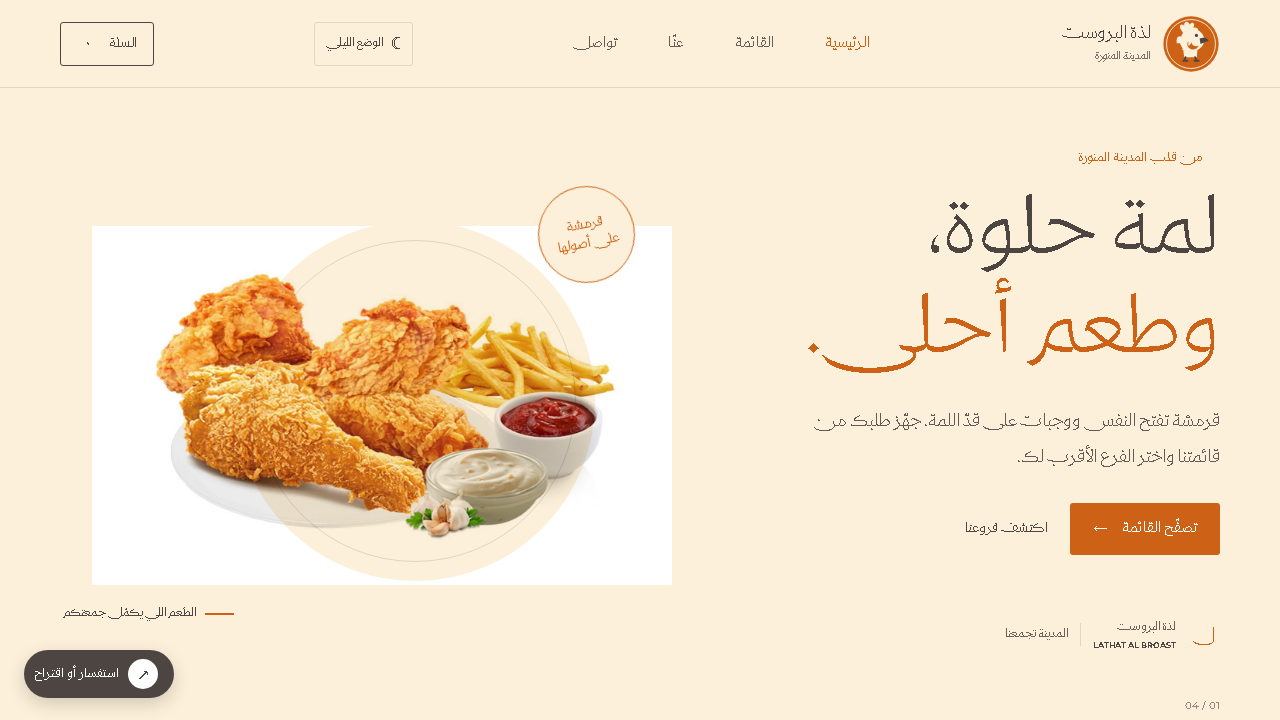 لذة البروست
المدينة المنورة
الرئيسية
القائمة
عنّا
تواصل
الوضع الليلي
السلة
٠
من قلب المدينة المنورة
لمة حلوة،
وطعم أحلى.
قرمشة
على أصولها
قرمشة تفتح النفس ووجبات على قدّ اللمة. جهّز طلبك من
قائمتنا واختر الفرع الأقرب لك.
تصفّح القائمة ←
اكتشف فروعنا
الطعم اللي يكمّل جمعتكم
ل
لذة البروست
LATHAT AL BROAST
المدينة تجمعنا
استفسار أو اقتراح ↗
04 / 01